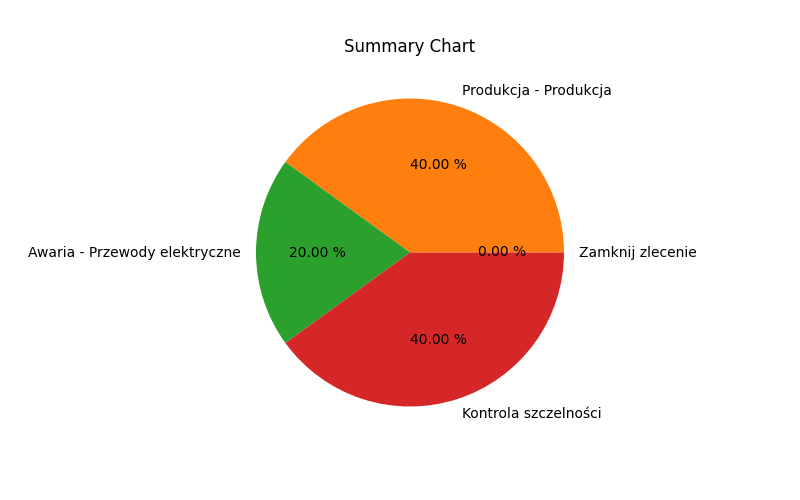 Summary Chart
Produkcja - Produkcja
40.00 %
Awaria - Przewody elektryczne
20.00 %
0.00 %
Zamknij zlecenie
40.00 %
Kontrola szczelności